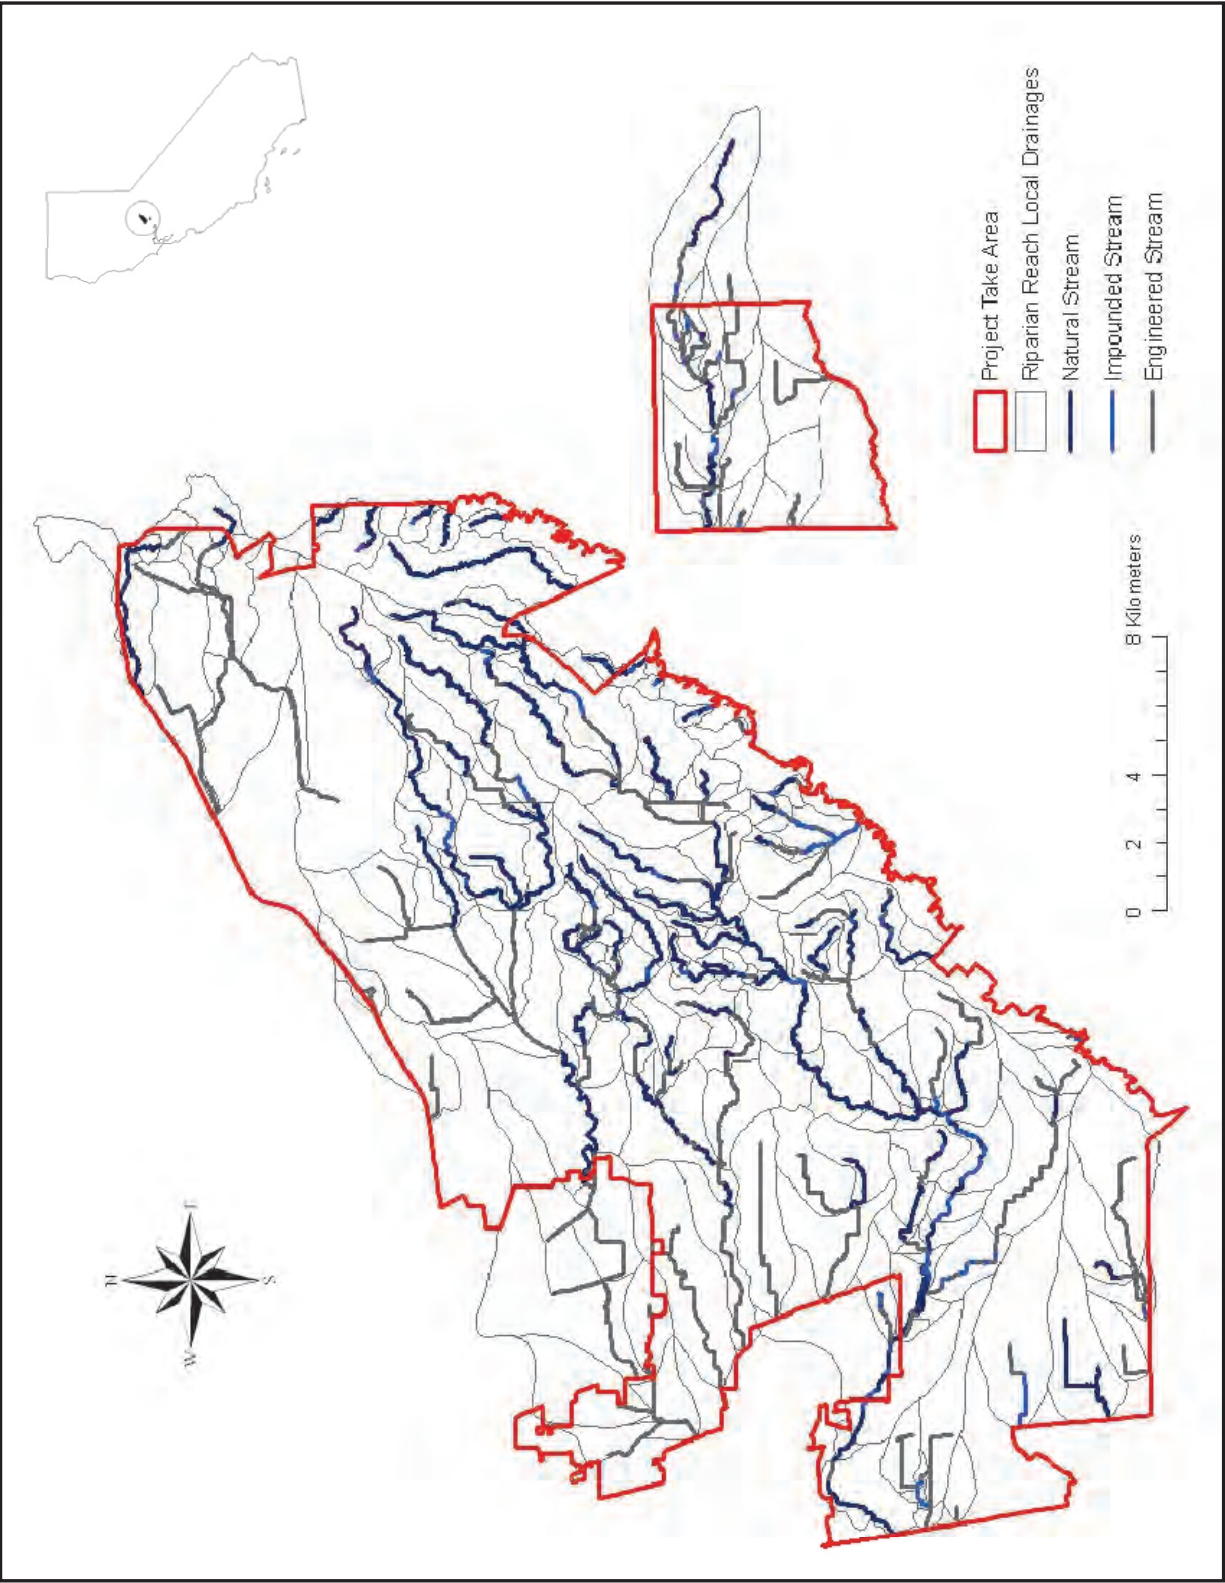 N
W
E
S
Project Take Area
Riparian Reach Local Drainages
Natural Stream
Impounded Stream
Engineered Stream
0 2 4 8 Kilometers